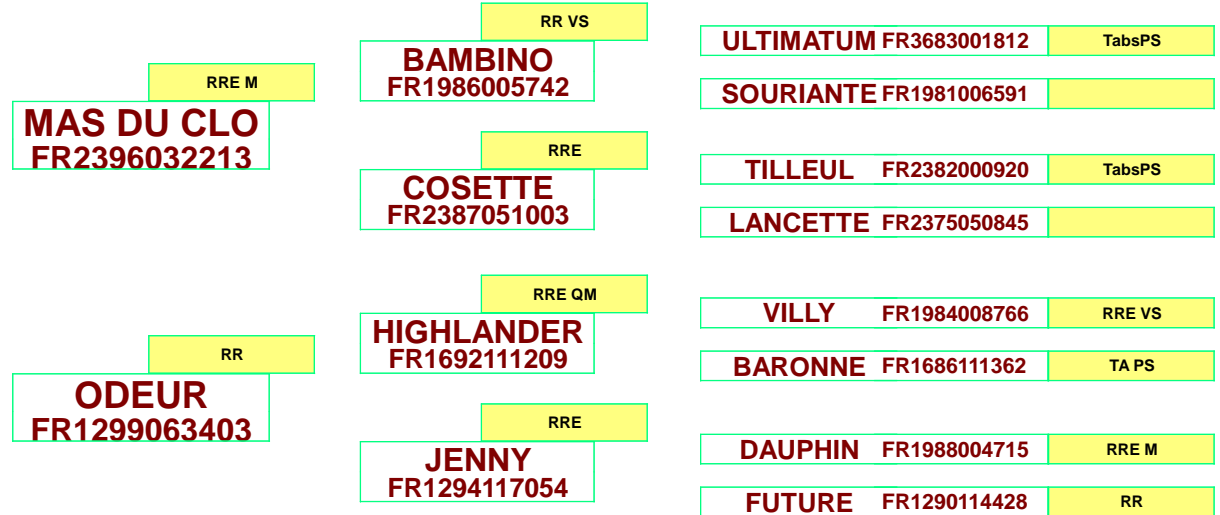 RRE M
MAS DU CLO
FR2396032213
RR
ODEUR
FR1299063403
RR VS
BAMBINO
FR1986005742
RRE
COSETTE
FR2387051003
RRE QM
HIGHLANDER
FR1692111209
RRE
JENNY
FR1294117054
ULTIMATUM FR3683001812 TabsPS
SOURIANTE FR1981006591
TILLEUL FR2382000920 TabsPS
LANCETTE FR2375050845
VILLY FR1984008766 RRE VS
BARONNE FR1686111362 TA PS
DAUPHIN FR1988004715 RRE M
FUTURE FR1290114428 RR